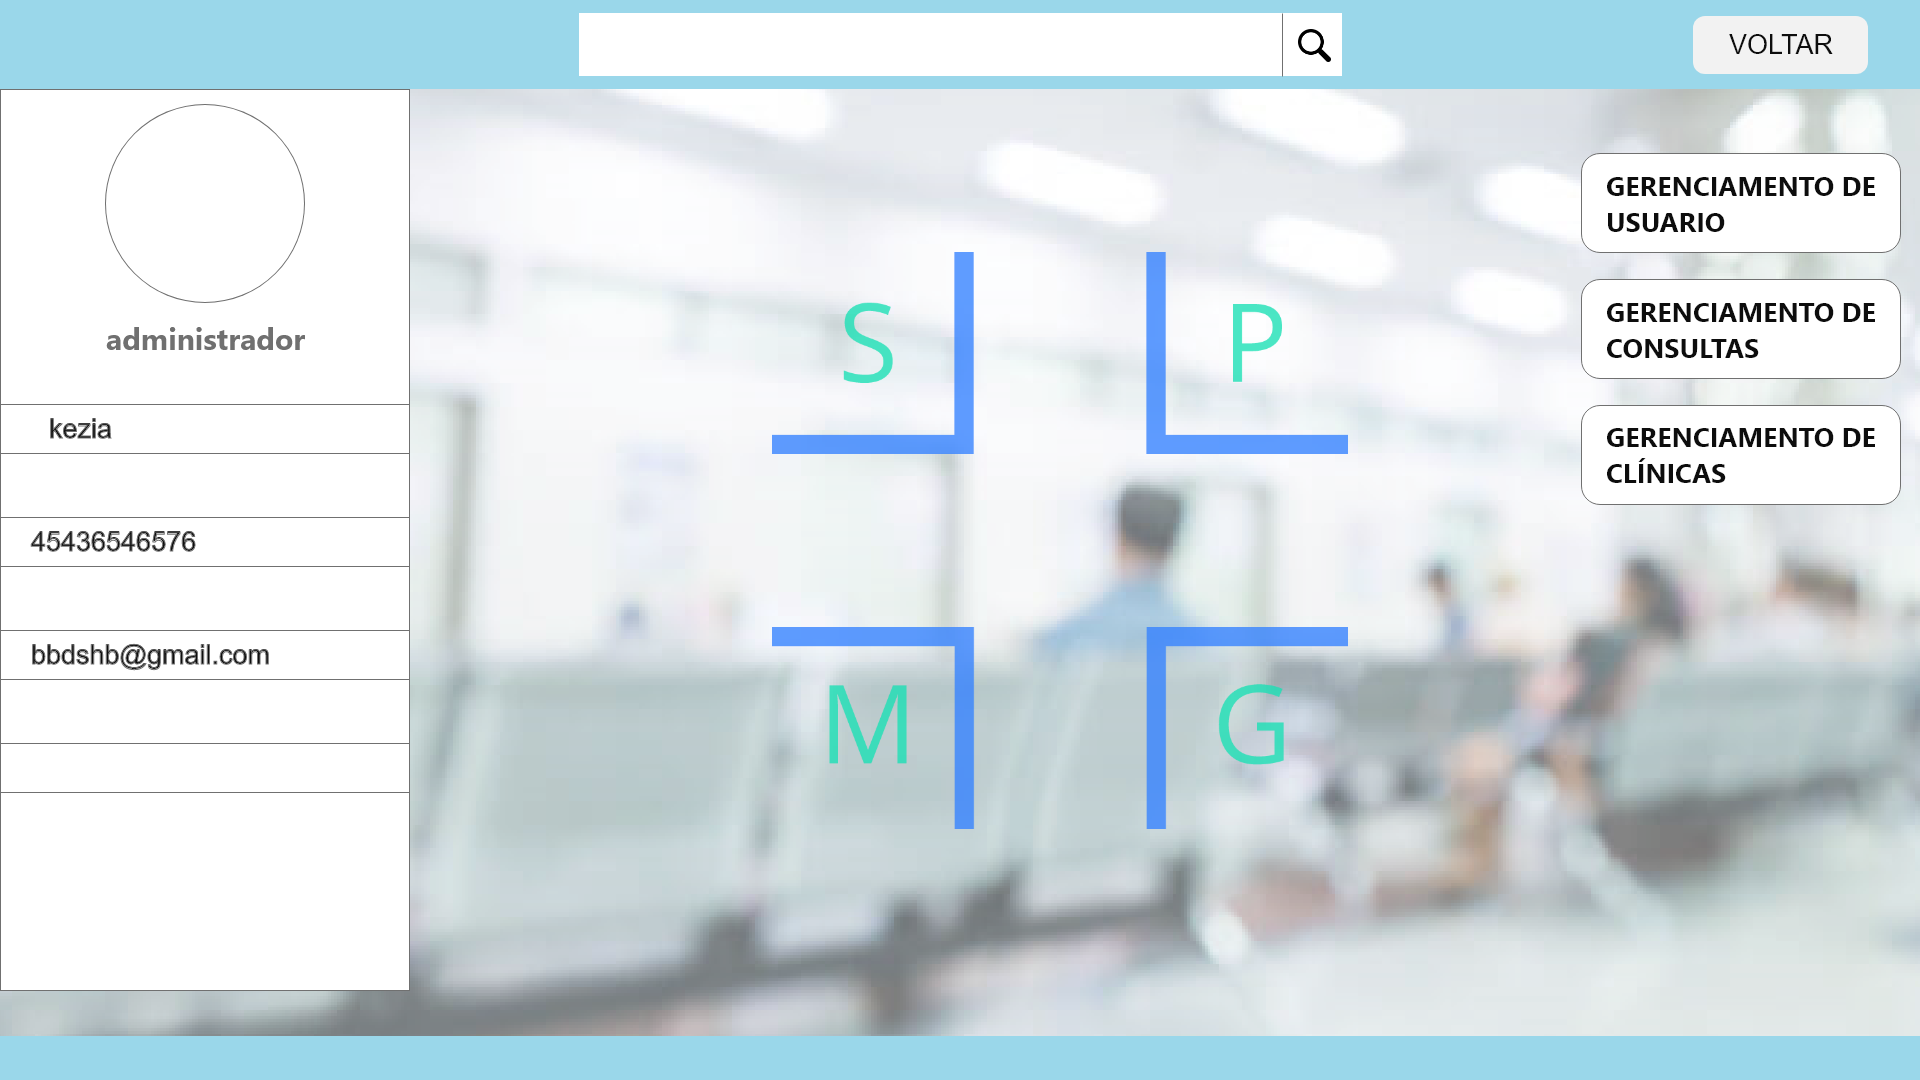 VOLTAR
administrador
kezia
45436546576
bbdshb@gmail.com
S P
M G
GERENCIAMENTO DE
USUARIO
GERENCIAMENTO DE
CONSULTAS
GERENCIAMENTO DE
CLÍNICAS